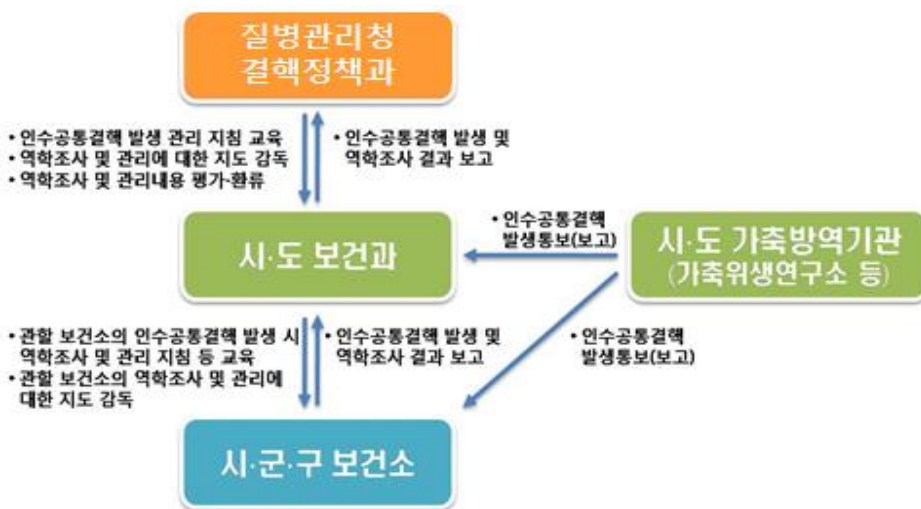 질병관리청
결핵정책과
• 인수공통결핵 발생 관리 지침 교육
• 역학조사 및 관리에 대한 지도 감독
• 역학조사 및 관리내용 평가·환류
• 인수공통결핵 발생 및
역학조사 결과 보고
• 인수공통결핵
발생통보(보고)
시·도 보건과
시·도 가축방역기관
(가축위생연구소 등)
• 관할 보건소의 인수공통결핵 발생 시
역학조사 및 관리 지침 등 교육
• 관할 보건소의 역학조사 및 관리에
대한 지도 감독
• 인수공통결핵 발생 및
역학조사 결과 보고
• 인수공통결핵
발생통보(보고)
시·군·구 보건소